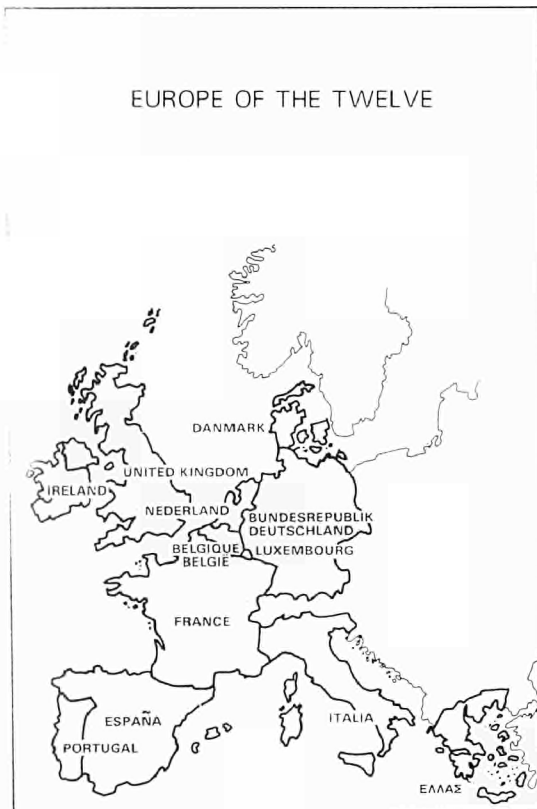 EUROPE OF THE TWELVE
DANMARK
UNITED KINGDOM
IRELAND
NEDERLAND
BUNDESREPUBLIK
DEUTSCHLAND
BELGIQUE
BELGIË
LUXEMBOURG
FRANCE
ESPAÑA
PORTUGAL
ITALIA
ΕΛΛΑΣ